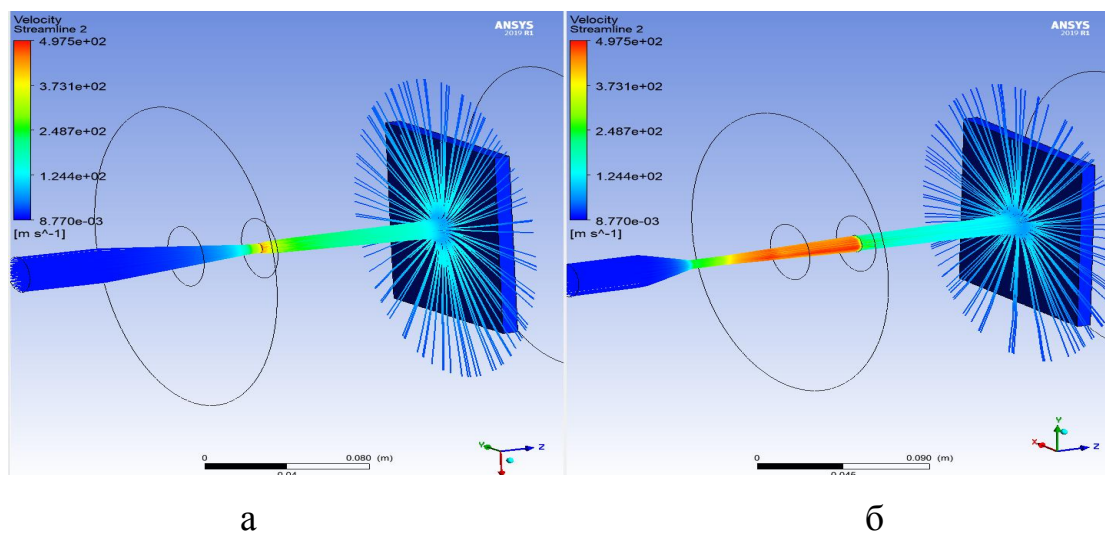 Velocity
Streamline 2
4.975e+02
3.731e+02
2.487e+02
1.244e+02
8.770e-03
[m s^-1]
ANSYS
2019 R1
Y
Z
0
0.080 (m)
0.04
Velocity
Streamline 2
4.975e+02
3.731e+02
2.487e+02
1.244e+02
8.770e-03
[m s^-1]
ANSYS
2019 R1
Y
X
Z
0
0.090 (m)
0.045
а
б